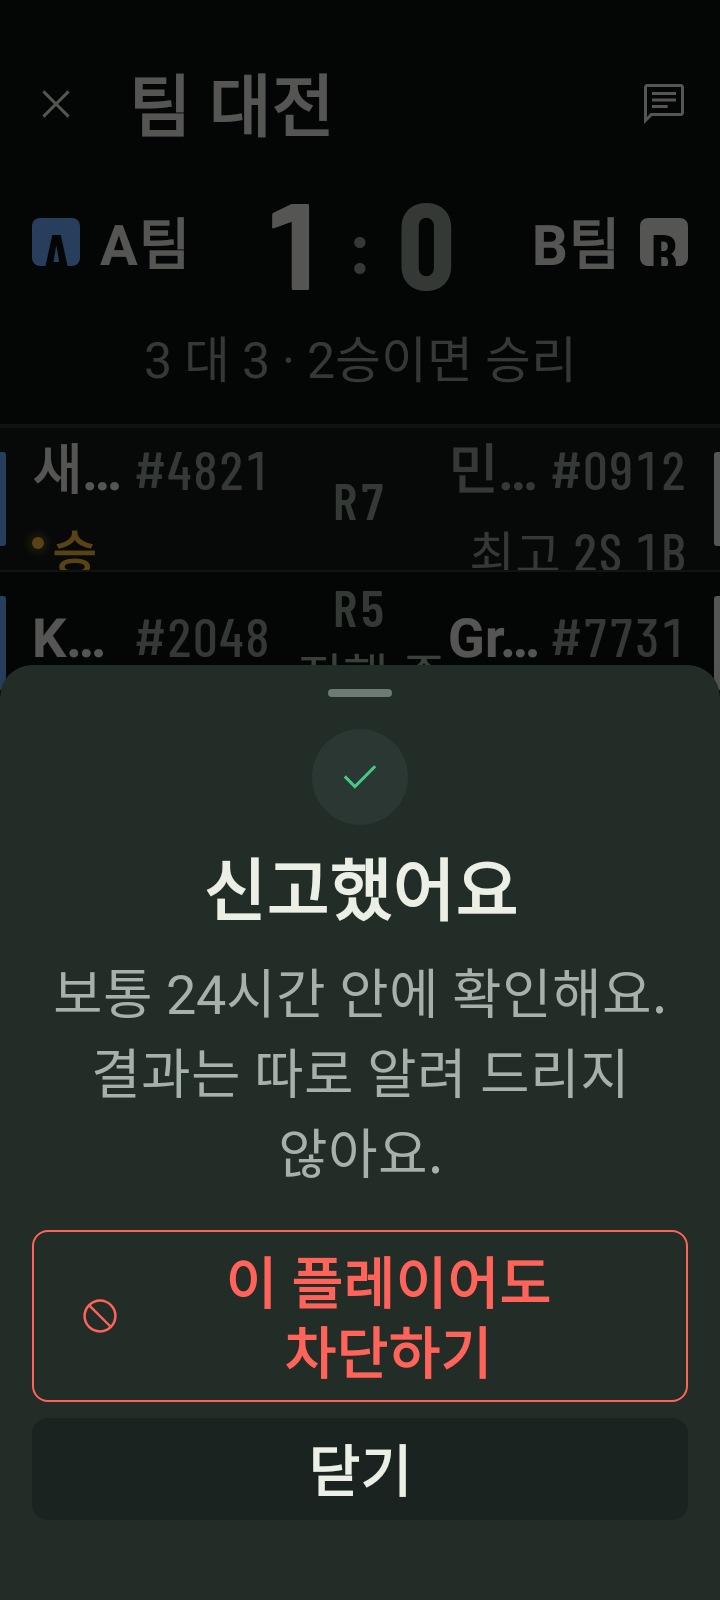 팀 대전
A A팀 1 : 0 B팀 B
3 대 3 · 2승이면 승리
새... #4821 R7 민... #0912
승 최고 2S 1B
K... #2048 R5 Gr... #7731
신고했어요
보통 24시간 안에 확인해요.
결과는 따로 알려 드리지
않아요.
이 플레이어도
차단하기
닫기